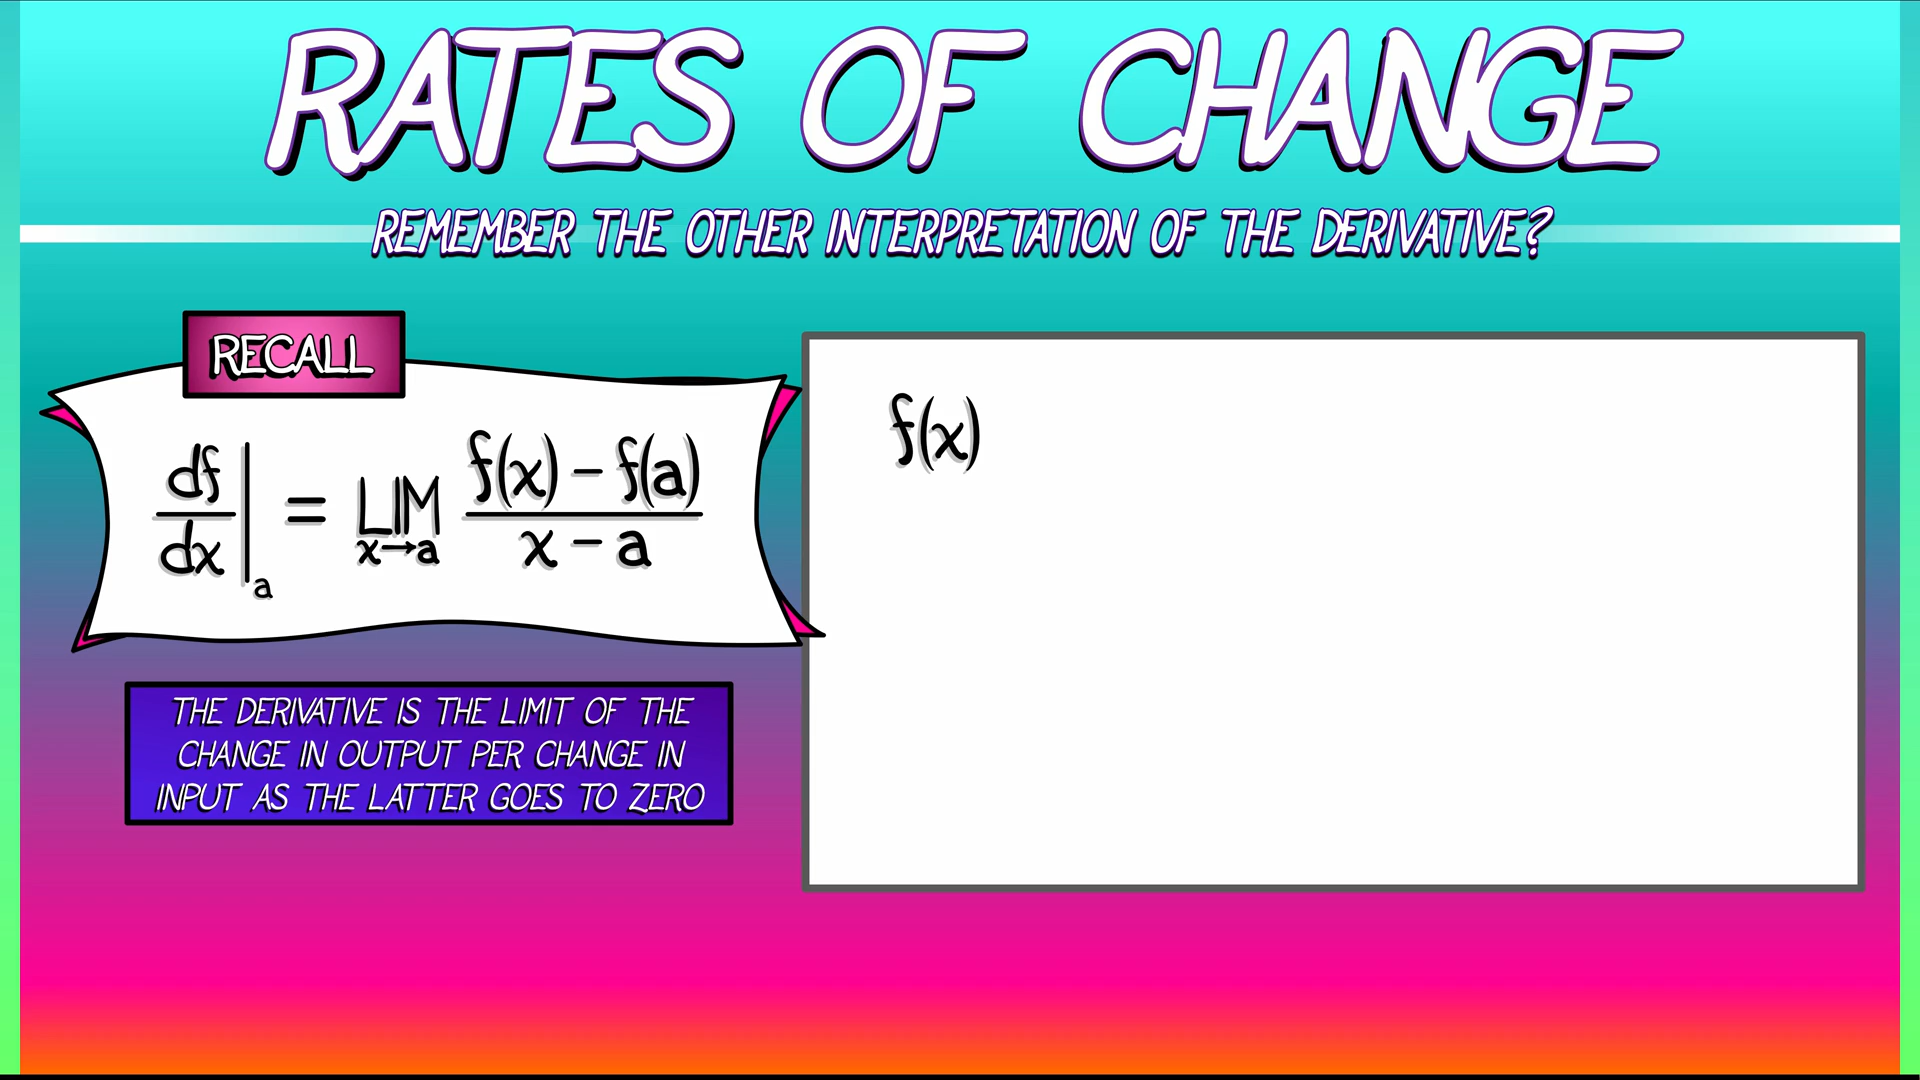 RATES OF CHANGE
REMEMBER THE OTHER INTERPRETATION OF THE DERIVATIVE?
RECALL
df/dx|a = LIM x→a (f(x) − f(a))/(x − a)
THE DERIVATIVE IS THE LIMIT OF THE
CHANGE IN OUTPUT PER CHANGE IN
INPUT AS THE LATTER GOES TO ZERO
f(x)